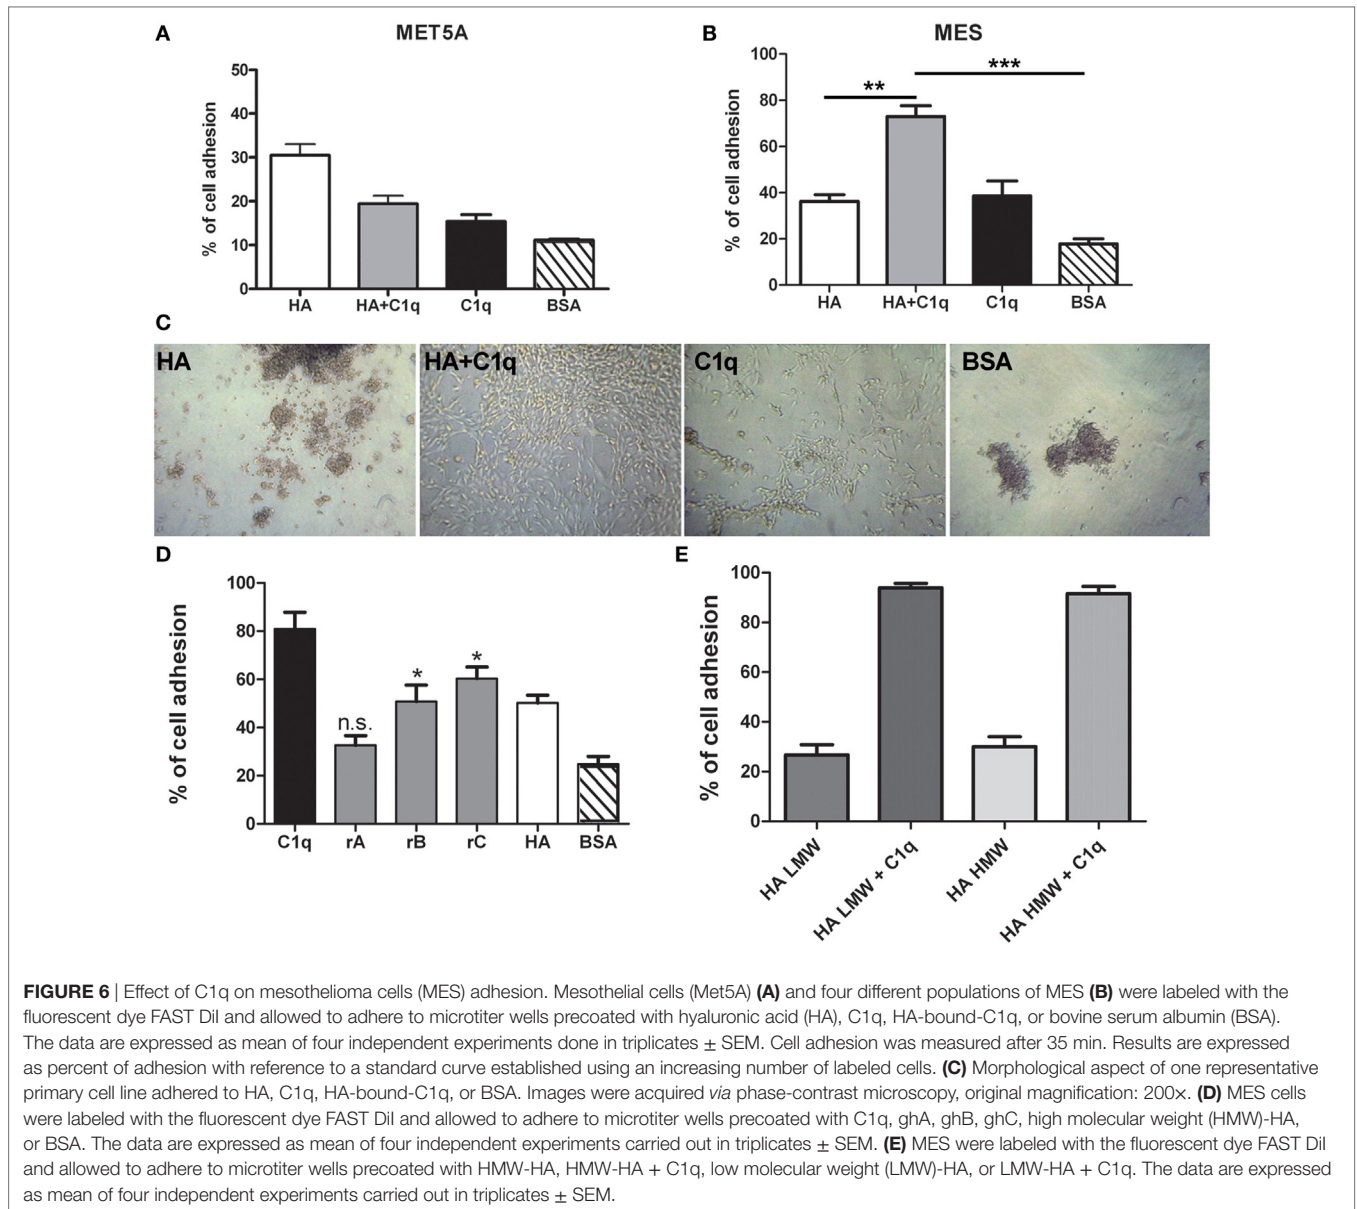 A
MET5A
% of cell adhesion
50
40
30
20
10
0
HA
HA+C1q
C1q
BSA
B
MES
% of cell adhesion
100
80
60
40
20
0
**
***
HA
HA+C1q
C1q
BSA
C
HA
HA+C1q
C1q
BSA
D
% of cell adhesion
100
80
60
40
20
0
n.s.
*
*
C1q
rA
rB
rC
HA
BSA
E
% of cell adhesion
100
80
60
40
20
0
HA LMW
HA LMW + C1q
HA HMW
HA HMW + C1q
FIGURE 6 | Effect of C1q on mesothelioma cells (MES) adhesion. Mesothelial cells (Met5A) (A) and four different populations of MES (B) were labeled with the
fluorescent dye FAST DiI and allowed to adhere to microtiter wells precoated with hyaluronic acid (HA), C1q, HA-bound-C1q, or bovine serum albumin (BSA).
The data are expressed as mean of four independent experiments done in triplicates ± SEM. Cell adhesion was measured after 35 min. Results are expressed
as percent of adhesion with reference to a standard curve established using an increasing number of labeled cells. (C) Morphological aspect of one representative
primary cell line adhered to HA, C1q, HA-bound-C1q, or BSA. Images were acquired via phase-contrast microscopy, original magnification: 200×. (D) MES cells
were labeled with the fluorescent dye FAST DiI and allowed to adhere to microtiter wells precoated with C1q, ghA, ghB, ghC, high molecular weight (HMW)-HA,
or BSA. The data are expressed as mean of four independent experiments carried out in triplicates ± SEM. (E) MES were labeled with the fluorescent dye FAST DiI
and allowed to adhere to microtiter wells precoated with HMW-HA, HMW-HA + C1q, low molecular weight (LMW)-HA, or LMW-HA + C1q. The data are expressed
as mean of four independent experiments carried out in triplicates ± SEM.